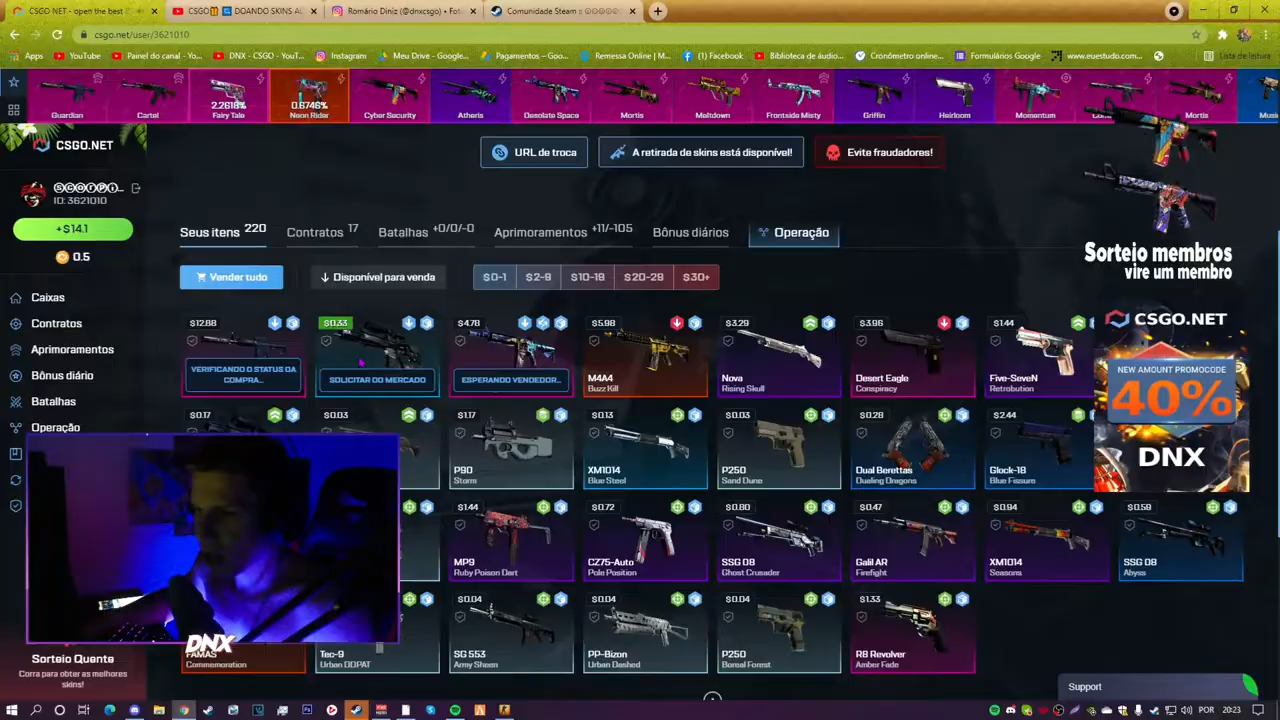 CSGO NET - open the best
CSGO DOANDO SKINS AO
Romário Diniz (@dnxcsgo) • Fot
Comunidade Steam ::
csgo.net/user/3621010
Apps
YouTube
Painel do canal - Yo...
DNX - CSGO - YouT...
Instagram
Meu Drive – Google...
Pagamentos – Goo...
Remessa Online | M...
(1) Facebook
Biblioteca de áudio...
Cronômetro online...
Formulários Google
www.euestudo.com...
Lista de leitura
2.2618%
0.6746%
Guardian
Cartel
Fairy Tale
Neon Rider
Cyber Security
Atheris
Desolate Space
Mortis
Meltdown
Frontside Misty
Griffin
Heirloom
Momentum
Mortis
CSGO.NET
URL de troca
A retirada de skins está disponível!
Evite fraudadores!
ID: 3621010
+$14.1
0.5
Seus itens 220
Contratos 17
Batalhas +0/0/-0
Aprimoramentos +11/-105
Bônus diários
Operação
Vender tudo
Disponível para venda
$0-1
$2-9
$10-19
$20-29
$30+
Sorteio membros
vire um membro
CSGO.NET
NEW AMOUNT PROMOCODE
40%
DNX
Caixas
Contratos
Aprimoramentos
Bônus diário
Batalhas
Operação
$12.88
VERIFICANDO O STATUS DA
COMPRA...
$0.33
SOLICITAR DO MERCADO
$4.78
ESPERANDO VENDEDOR...
$5.98
M4A4
Buzz Kill
$3.29
Nova
Rising Skull
$3.96
Desert Eagle
Conspiracy
$1.44
Five-SeveN
Retrobution
$0.17
$0.03
$1.17
P90
Storm
$0.13
XM1014
Blue Steel
$0.03
P250
Sand Dune
$0.28
Dual Berettas
Dueling Dragons
$2.44
Glock-18
Blue Fissure
$1.44
MP9
Ruby Poison Dart
$0.72
CZ75-Auto
Pole Position
$0.80
SSG 08
Ghost Crusader
$0.47
Galil AR
Firefight
$0.94
XM1014
Seasons
$0.59
SSG 08
Abyss
FAMAS
Commemoration
Tec-9
Urban DDPAT
$0.04
SG 553
Army Sheen
$0.04
PP-Bizon
Urban Dashed
$0.04
P250
Boreal Forest
$1.33
R8 Revolver
Amber Fade
DNX
Sorteio Quente
Corra para obter as melhores
skins!
Support
POR
20:23